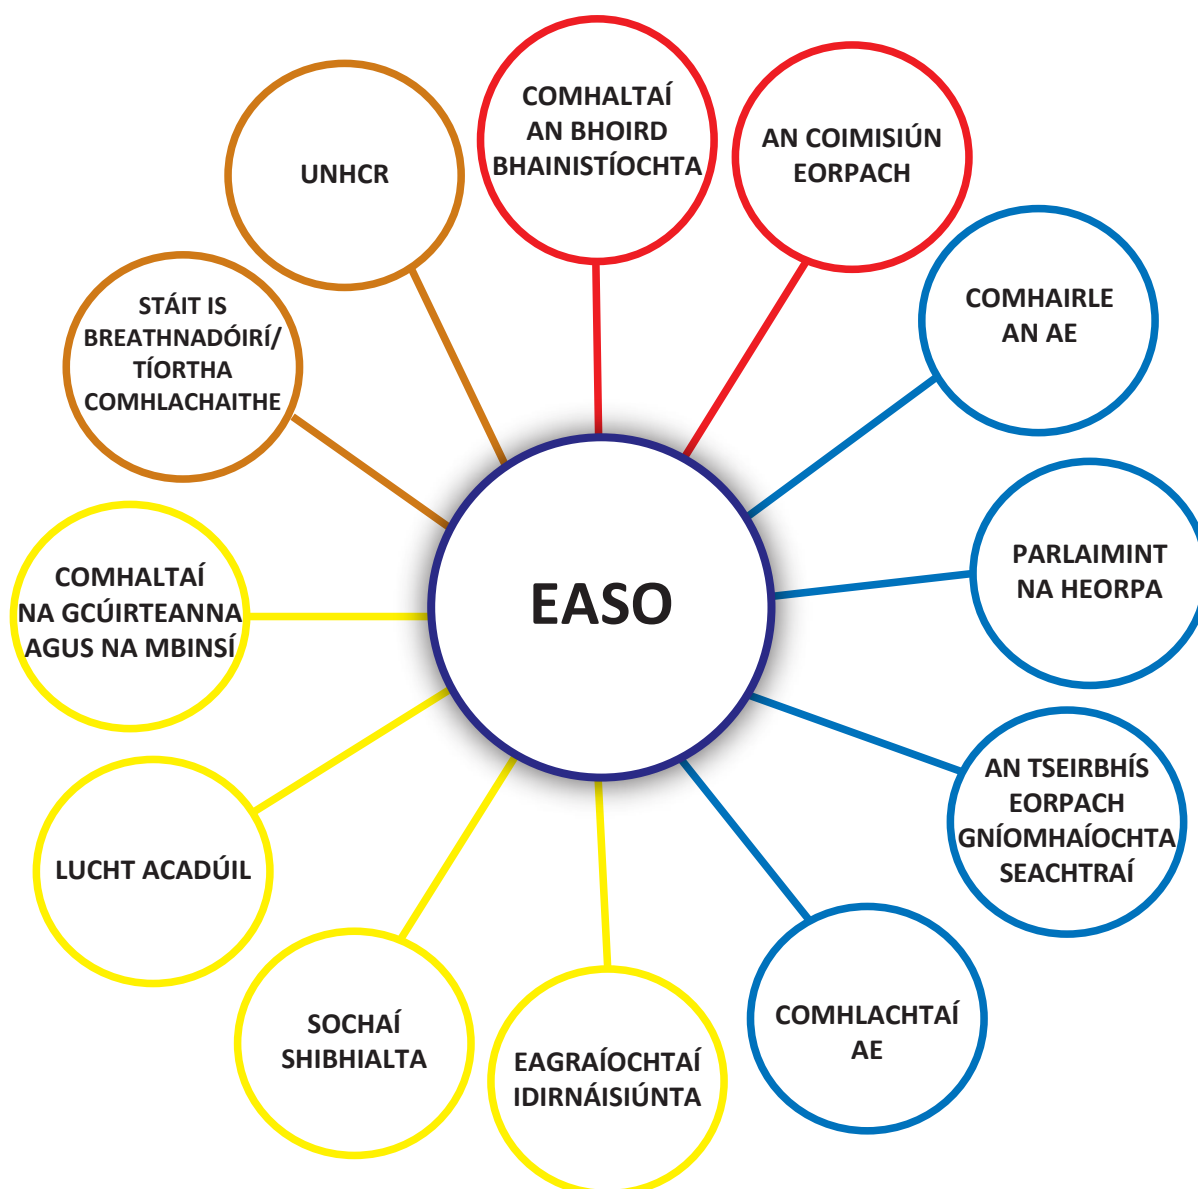 COMHALTAÍ
AN BHOIRD
BHAINISTÍOCHTA
AN COIMISIÚN
EORPACH
UNHCR
COMHAIRLE
AN AE
STÁIT IS
BREATHNADÓIRÍ/
TÍORTHA
COMHLACHAITHE
PARLAIMINT
NA HEORPA
EASO
COMHALTAÍ
NA GCÚIRTEANNA
AGUS NA MBINSÍ
AN TSEIRBHÍS
EORPACH
GNÍOMHAÍOCHTA
SEACHTRAÍ
LUCHT ACADÚIL
COMHLACHTAÍ
AE
SOCHAÍ
SHIBHIALTA
EAGRAÍOCHTAÍ
IDIRNÁISIÚNTA